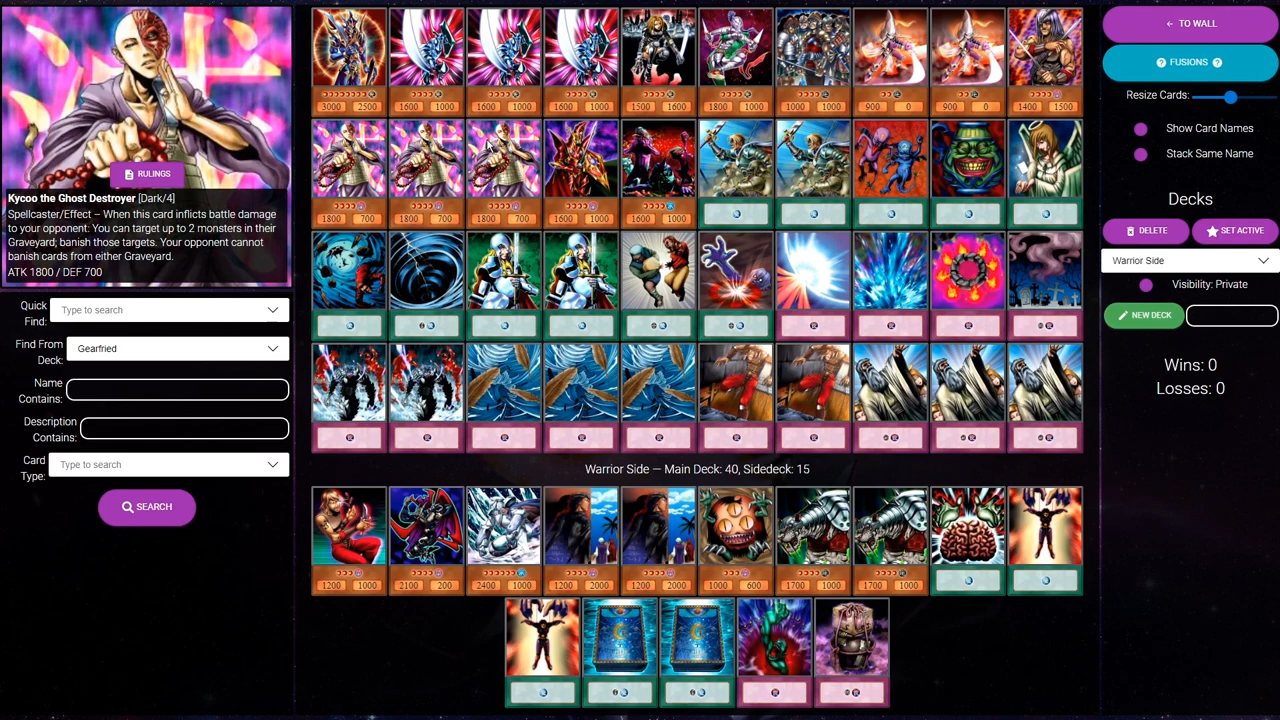 RULINGS
Kycoo the Ghost Destroyer [Dark/4]
Spellcaster/Effect – When this card inflicts battle damage
to your opponent: You can target up to 2 monsters in their
Graveyard; banish those targets. Your opponent cannot
banish cards from either Graveyard.
ATK 1800 / DEF 700
Quick Find:
Type to search
Find From Deck:
Gearfried
Name Contains:
Description Contains:
Card Type:
Type to search
SEARCH
3000 2500
1600 1000
1600 1000
1600 1000
1500 1600
1800 1000
1000 1000
900 0
900 0
1400 1500
1800 700
1800 700
1800 700
1600 1000
1600 1000
Warrior Side — Main Deck: 40, Sidedeck: 15
1200 1000
2100 200
2400 1000
1200 2000
1200 2000
1000 600
1700 1000
1700 1000
← TO WALL
FUSIONS
Resize Cards:
Show Card Names
Stack Same Name
Decks
DELETE
SET ACTIVE
Warrior Side
Visibility: Private
NEW DECK
Wins: 0
Losses: 0